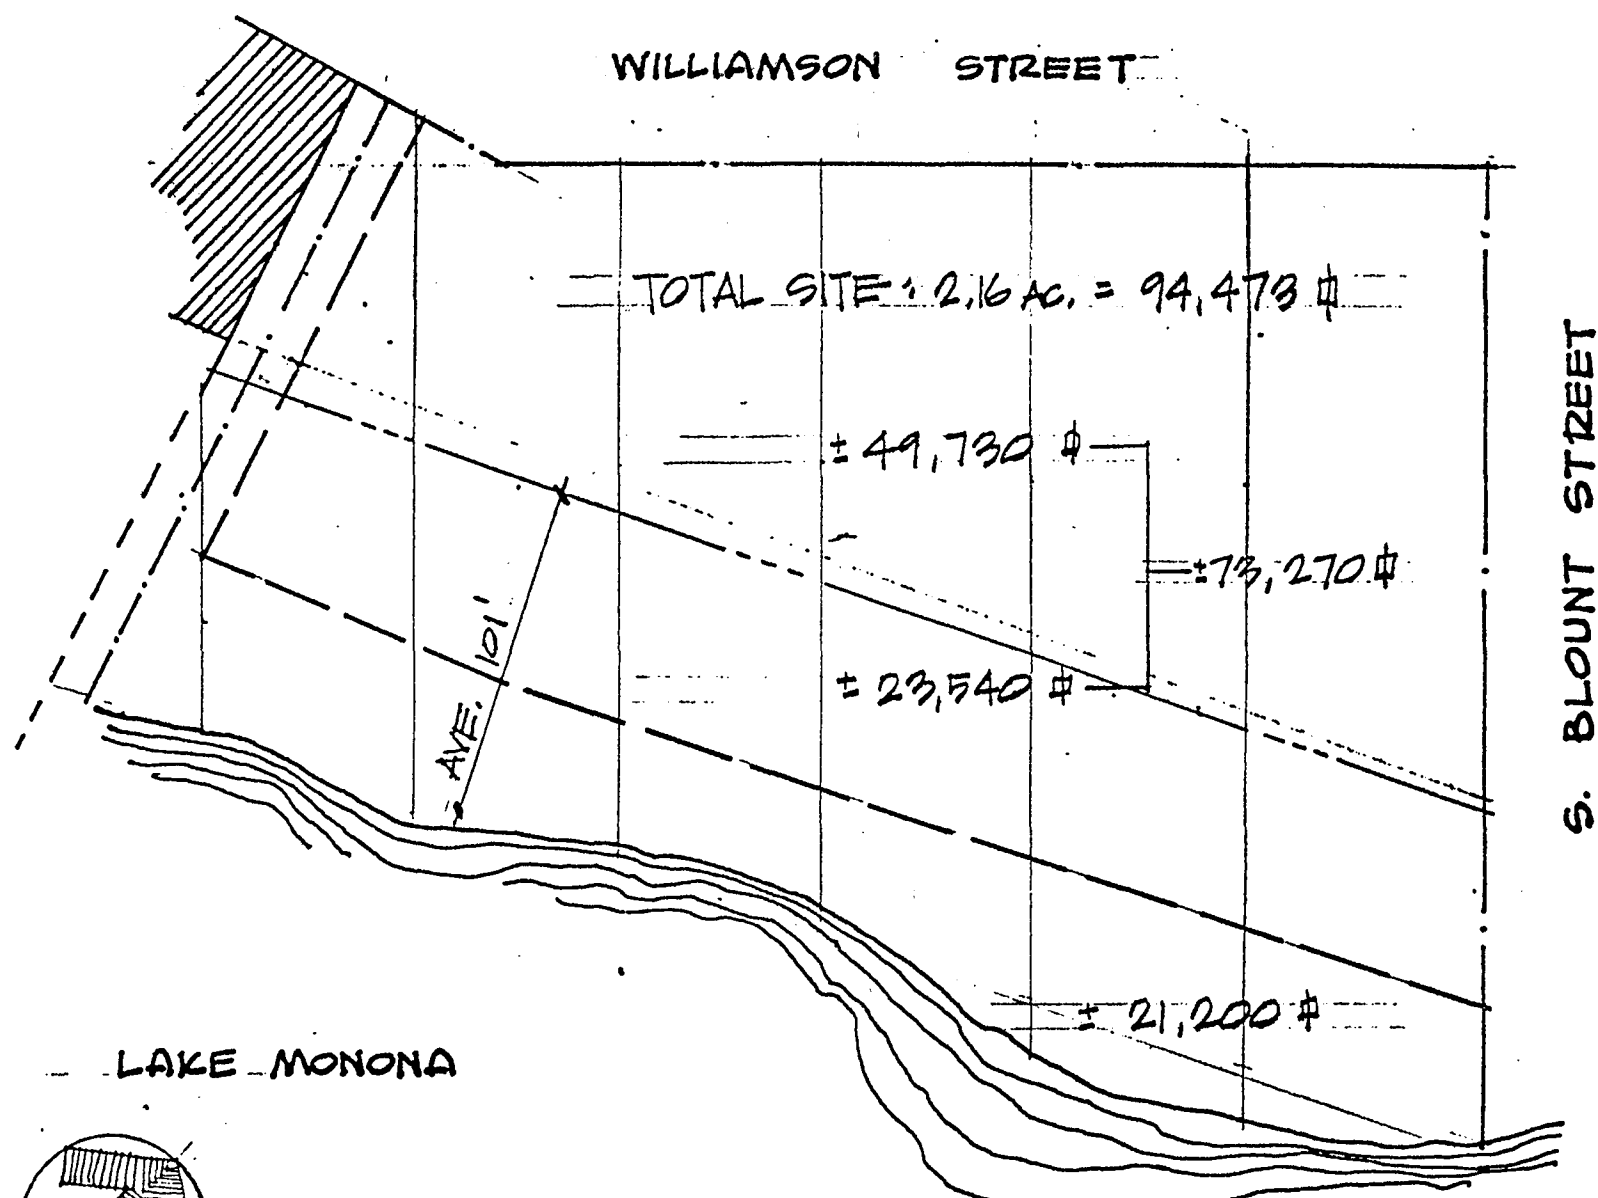 WILLIAMSON STREET
TOTAL SITE : 2.16 AC. = 94,473 ⌷
± 49,730 ⌷
±73,270 ⌷
± 23,540 ⌷
± 21,200 ⌷
AVE. 101'
S. BLOUNT STREET
LAKE MONONA